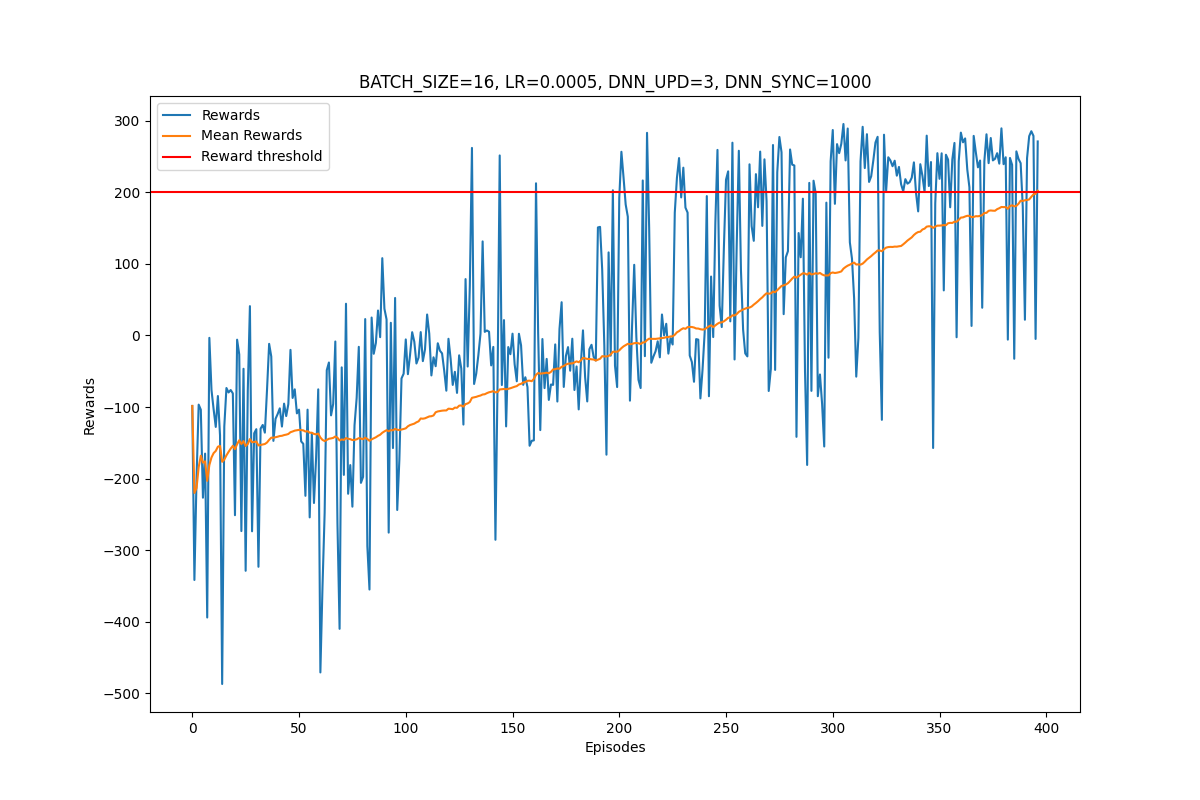 BATCH_SIZE=16, LR=0.0005, DNN_UPD=3, DNN_SYNC=1000
Rewards
Mean Rewards
Reward threshold
300
200
100
0
−100
−200
−300
−400
−500
Rewards
0 50 100 150 200 250 300 350 400
Episodes